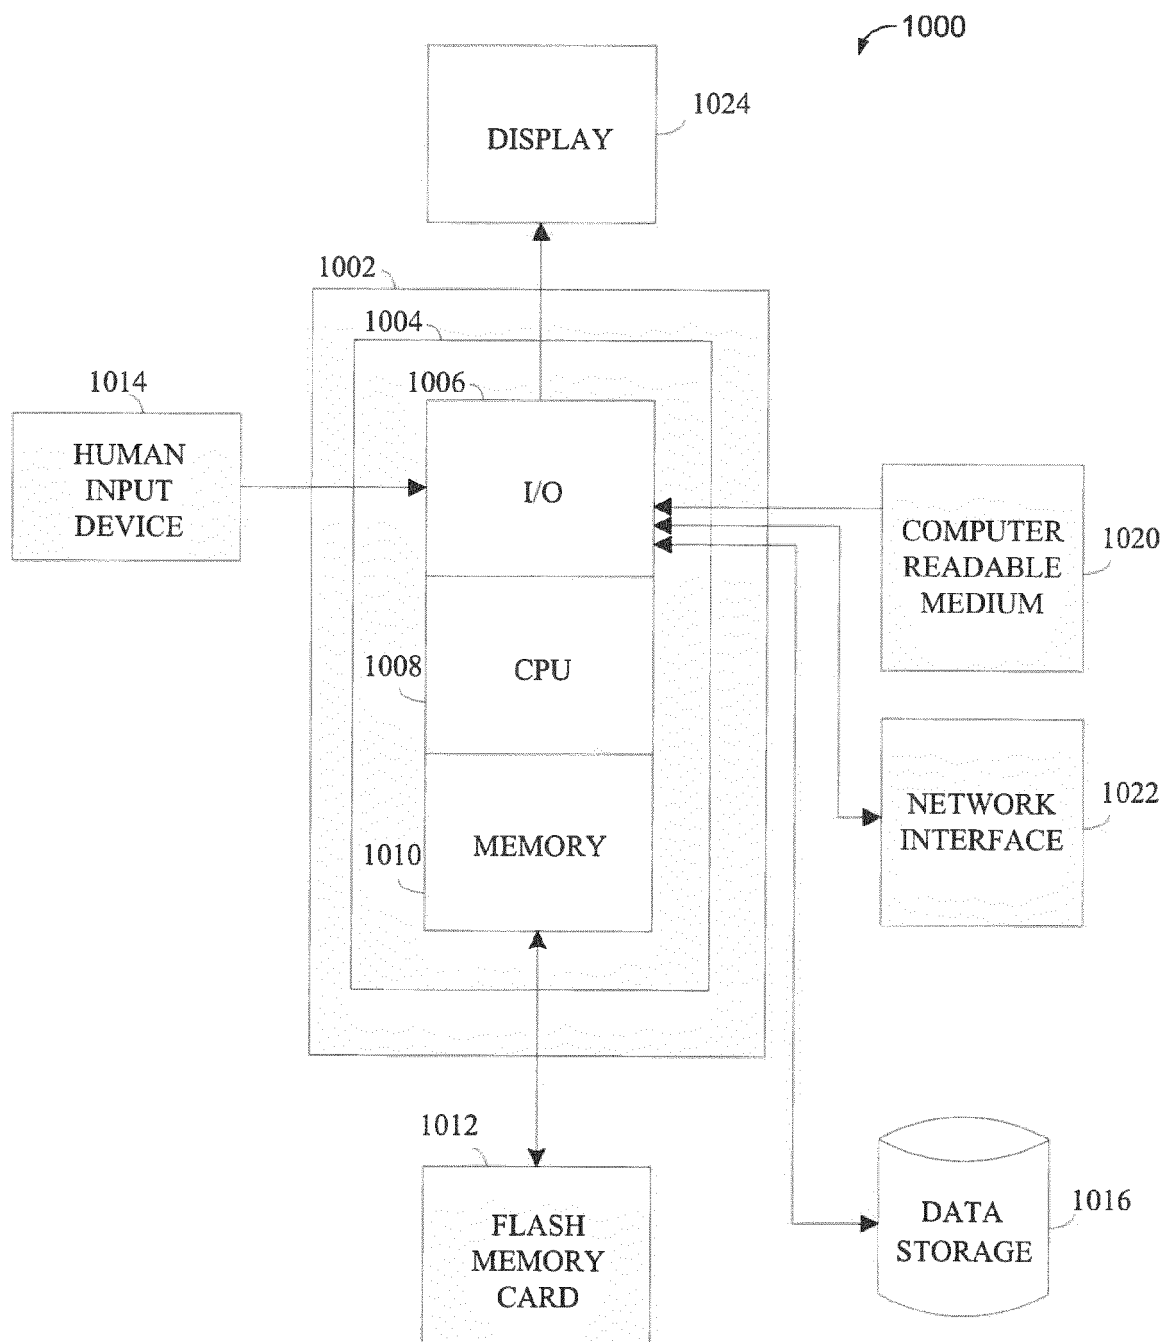 1000
1024
DISPLAY
1002
1004
1006
1014
HUMAN
INPUT
DEVICE
I/O
COMPUTER
READABLE
MEDIUM
1020
1008
CPU
1010
MEMORY
NETWORK
INTERFACE
1022
1012
FLASH
MEMORY
CARD
DATA
STORAGE
1016